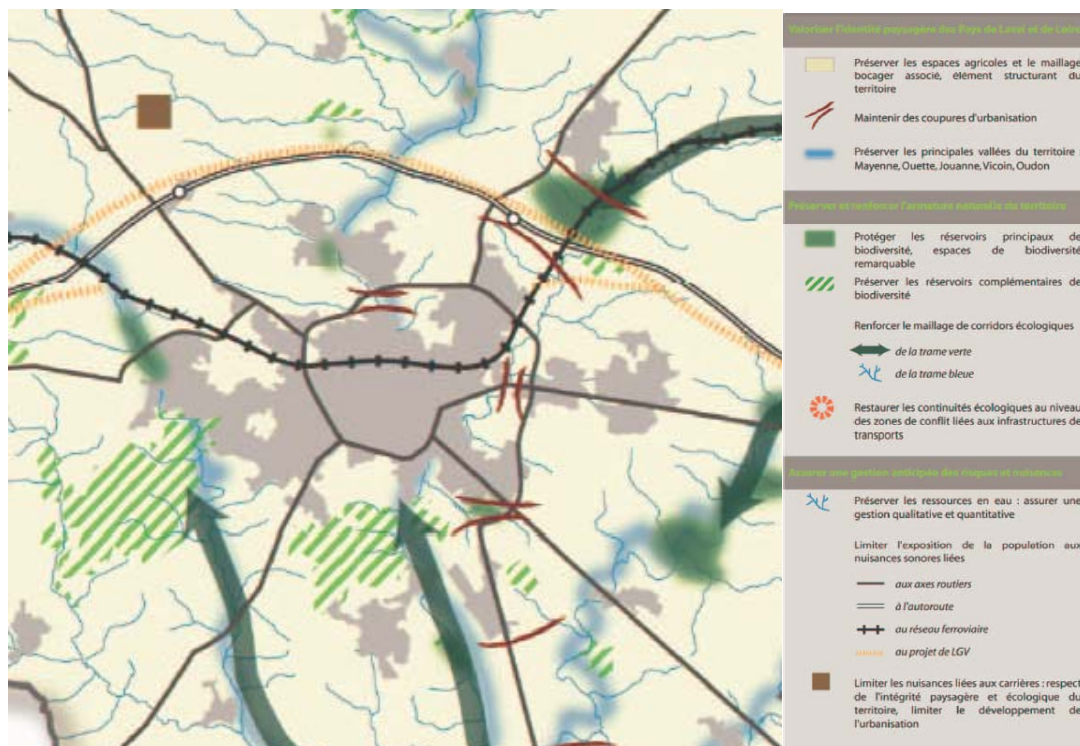 Valoriser l'identité paysagère des Pays de Laval et de Loiron
Préserver les espaces agricoles et le maillage
bocager associé, élément structurant du
territoire
Maintenir des coupures d'urbanisation
Préserver les principales vallées du territoire :
Mayenne, Ouette, Jouanne, Vicoin, Oudon
Préserver et renforcer l'armature naturelle du territoire
Protéger les réservoirs principaux de
biodiversité, espaces de biodiversité
remarquable
Préserver les réservoirs complémentaires de
biodiversité
Renforcer le maillage de corridors écologiques
de la trame verte
de la trame bleue
Restaurer les continuités écologiques au niveau
des zones de conflit liées aux infrastructures de
transports
Assurer une gestion anticipée des risques et nuisances
Préserver les ressources en eau : assurer une
gestion qualitative et quantitative
Limiter l'exposition de la population aux
nuisances sonores liées
aux axes routiers
à l'autoroute
au réseau ferroviaire
au projet de LGV
Limiter les nuisances liées aux carrières : respect
de l'intégrité paysagère et écologique du
territoire, limiter le développement de
l'urbanisation